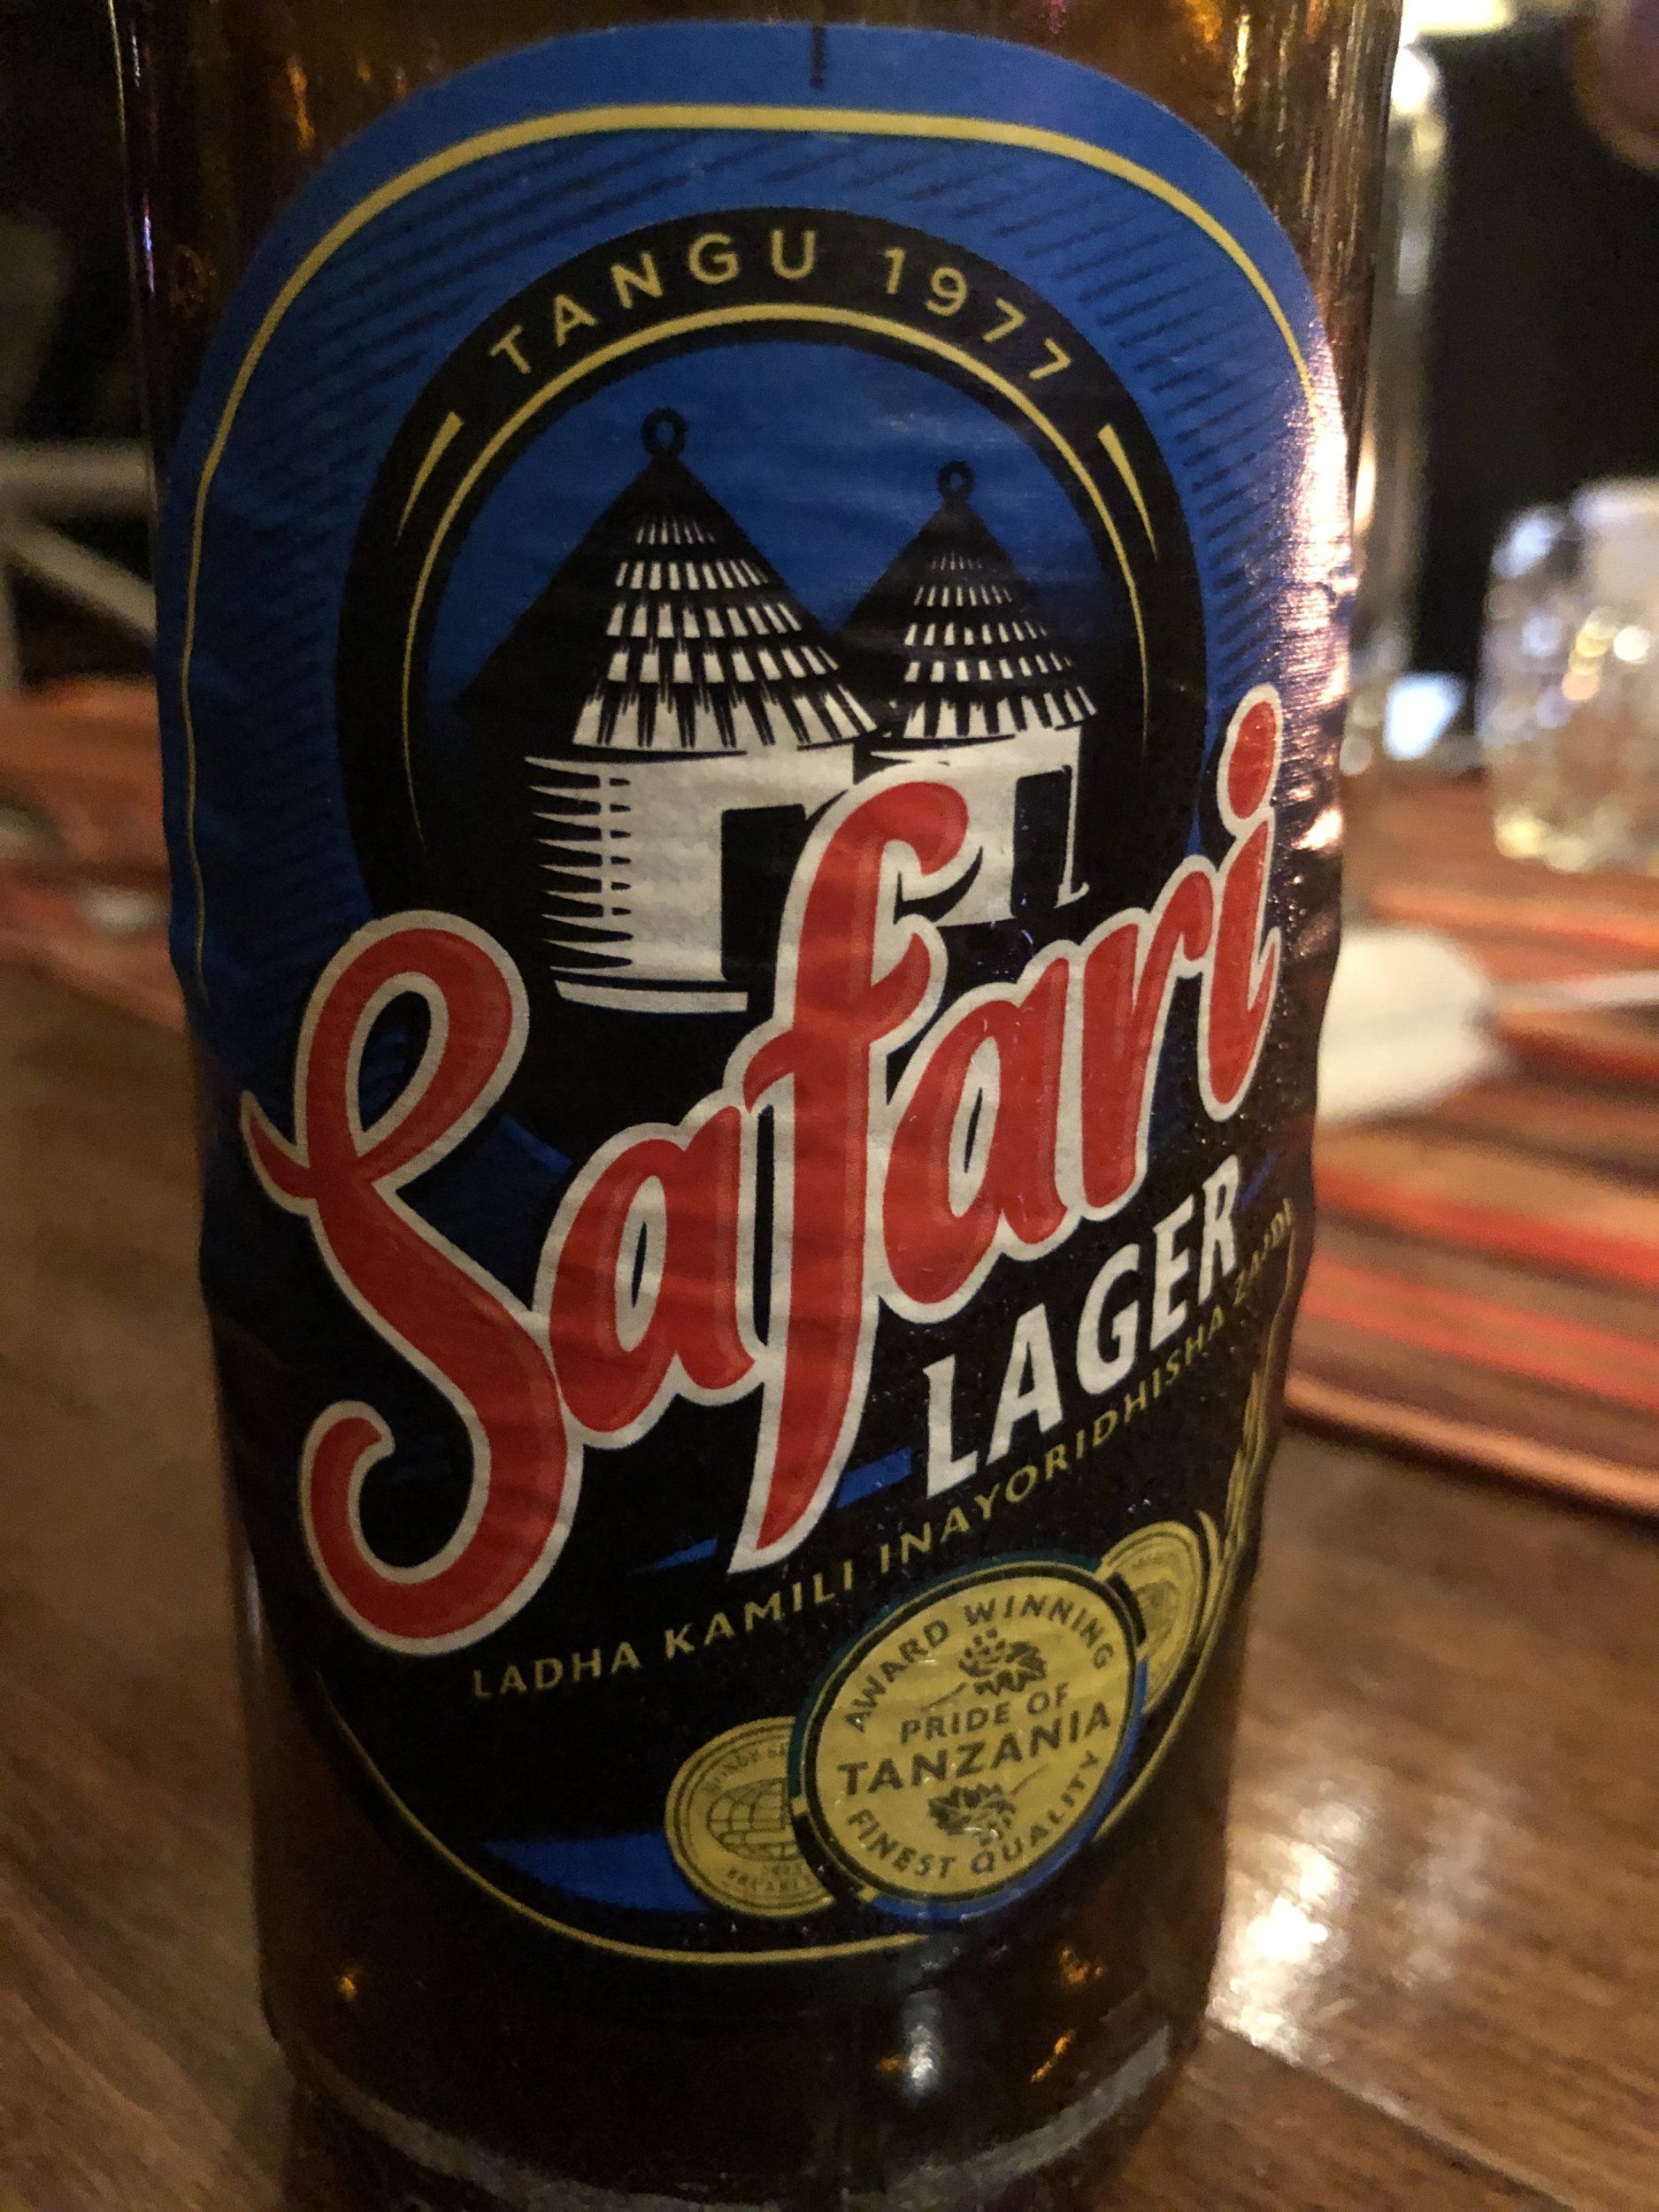 TANGU 1977
Safari
LAGER
LADHA KAMILI INAYORIDHISHA ZAIDI
AWARD WINNING
PRIDE OF
TANZANIA
FINEST QUALITY